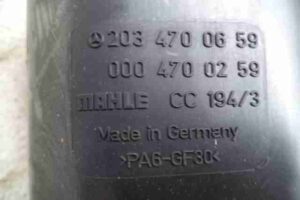 203 470 06 59
000 470 02 59
MAHLE CC 194/3
Made in Germany
>PA6-GF30<